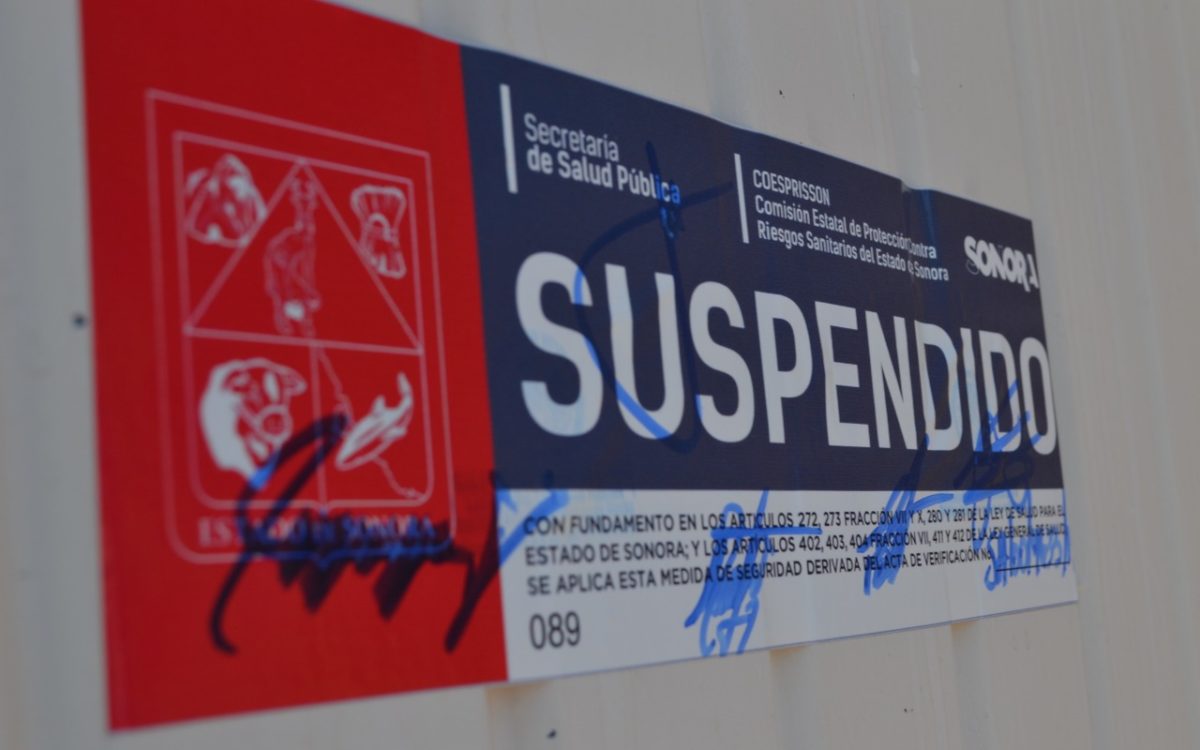 Secretaría
de Salud Pública
COESPRISSON
Comisión Estatal de Protección Contra
Riesgos Sanitarios del Estado de Sonora
SONORA
SUSPENDIDO
ESTADO DE SONORA
CON FUNDAMENTO EN LOS ARTICULOS 272, 273 FRACCIÓN VII Y X, 280 Y 281 DE LA LEY DE SALUD PARA EL
ESTADO DE SONORA; Y LOS ARTÍCULOS 402, 403, 404 FRACCIÓN VII, 411 Y 412 DE LA LEY GENERAL DE SALUD,
SE APLICA ESTA MEDIDA DE SEGURIDAD DERIVADA DEL ACTA DE VERIFICACIÓN No.
089